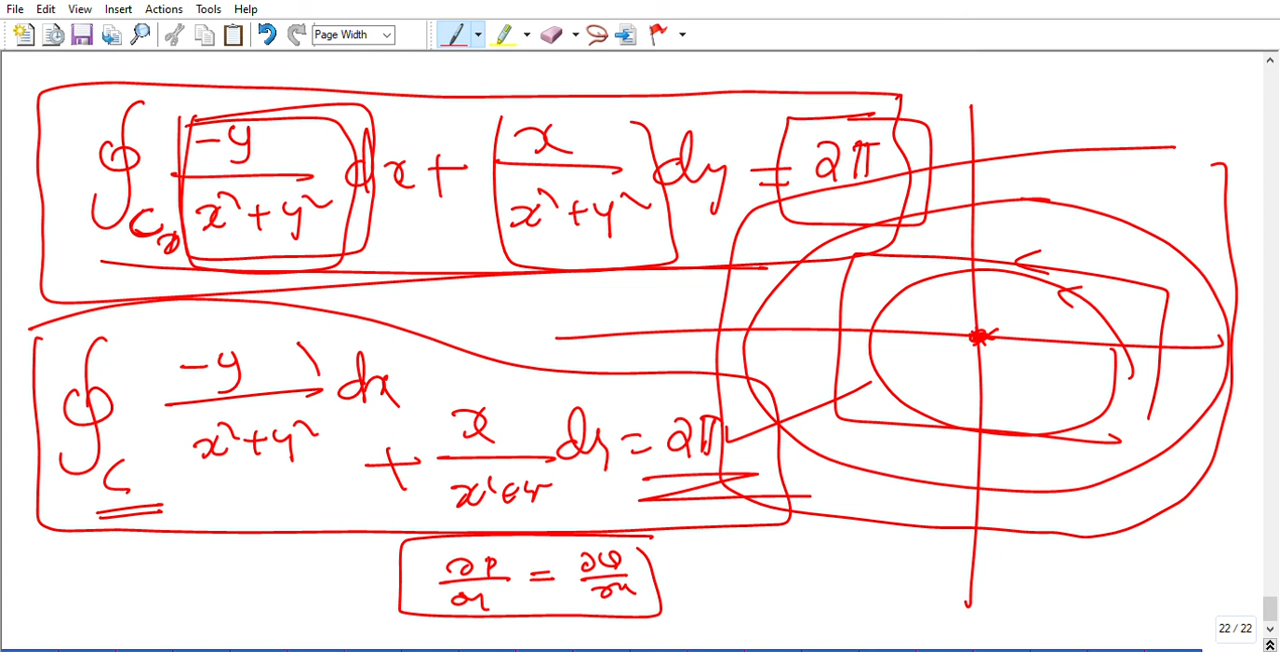 File Edit View Insert Actions Tools Help
Page Width
∮_C₂ -y/(x²+y²) dx + x/(x²+y²) dy = 2π
∮_C -y/(x²+y²) dx
+ x/(x²+y²) dy = 2π
∂P/∂y = ∂Q/∂x
22 / 22